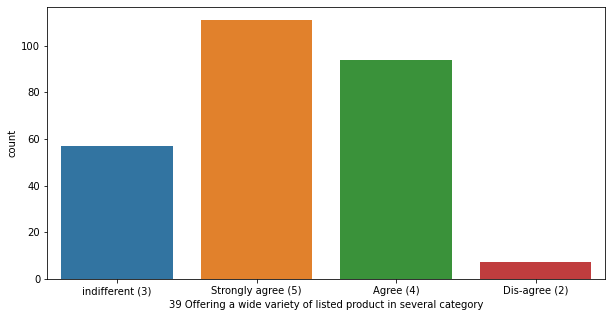 100
80
60
40
20
0
count
indifferent (3) Strongly agree (5) Agree (4) Dis-agree (2)
39 Offering a wide variety of listed product in several category